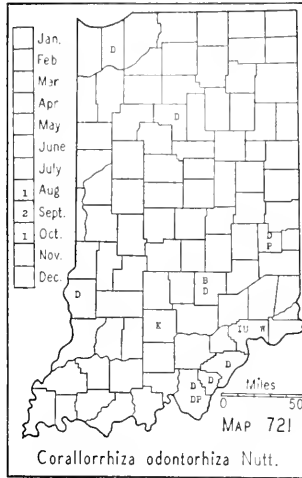 Jan.
Feb
Mar
Apr
May
June
July
1 Aug
2 Sept.
1 Oct.
Nov.
Dec.
D
D
D
P
B
D
D
K
IU W
D
D D
DP
Miles
0 50
MAP 72!
Corallorrhiza odontorhiza Nutt.